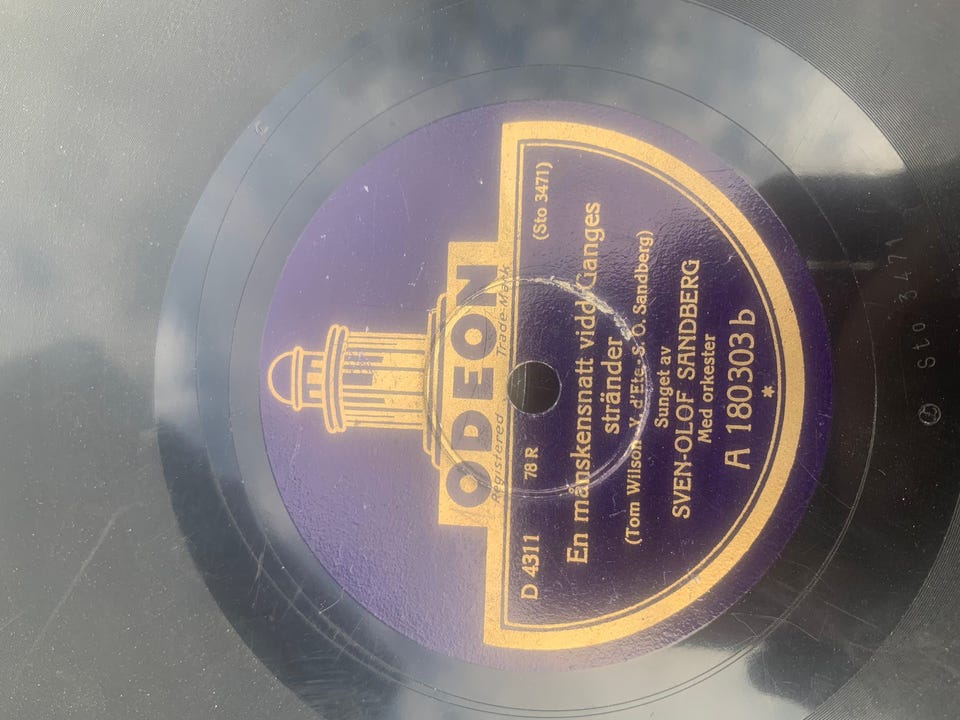 ODEON
Registered Trade-Mark
D 4311 78 R (Sto 3471)
En månskensnatt vidd Ganges
stränder
(Tom Wilson, Y. d'Ete - S. O. Sandberg)
Sunget av
SVEN-OLOF SANDBERG
Med orkester
A 180303 b
*
Sto 3471